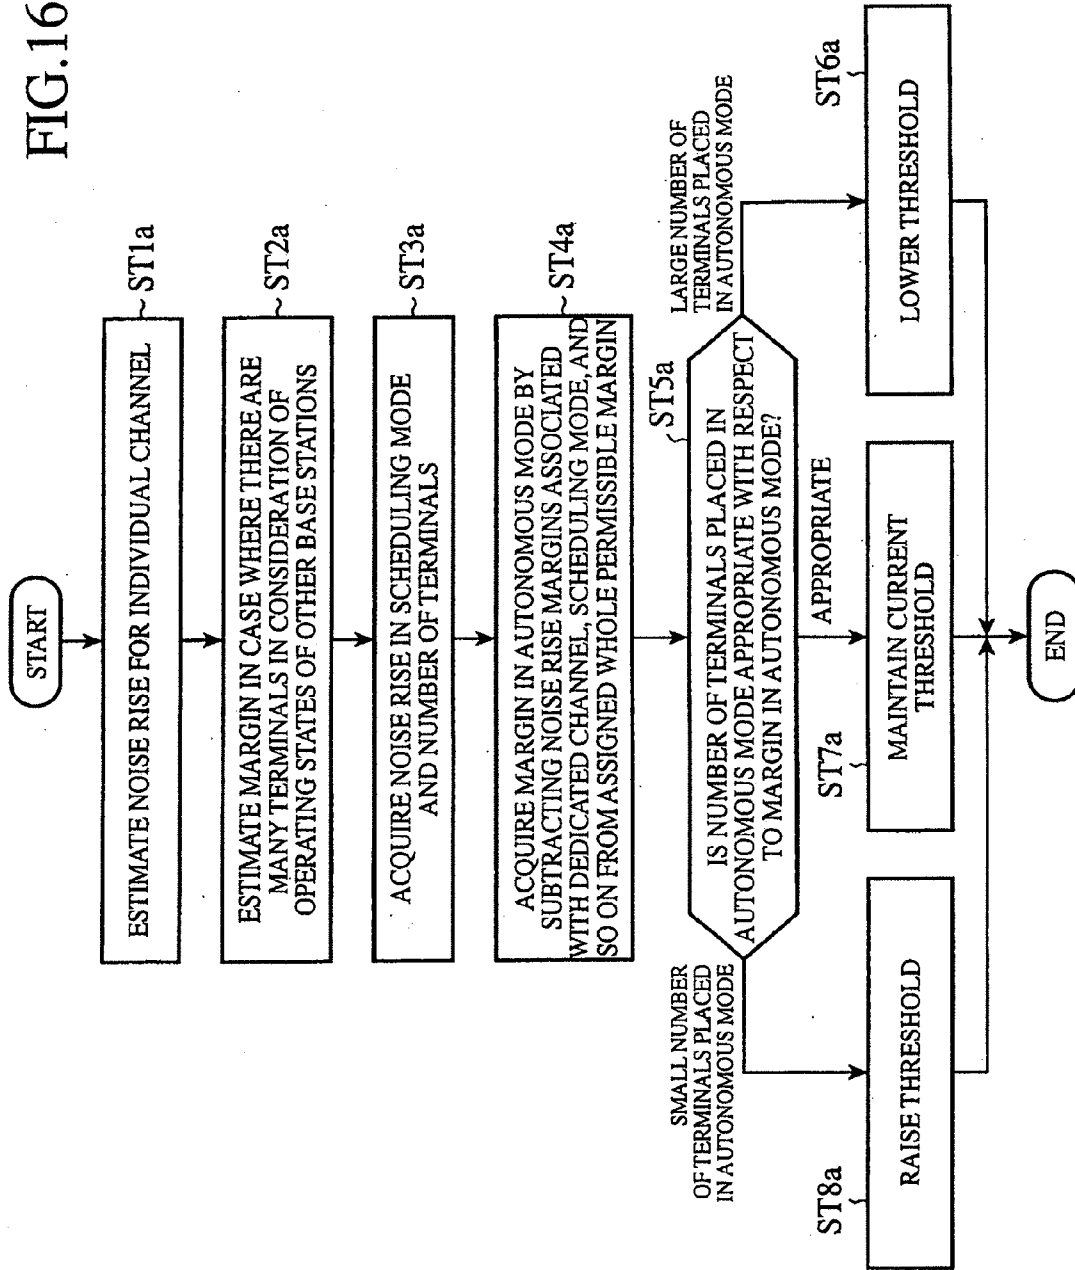 FIG.16
START
ESTIMATE NOISE RISE FOR INDIVIDUAL CHANNEL
ST1a
ESTIMATE MARGIN IN CASE WHERE THERE ARE
MANY TERMINALS IN CONSIDERATION OF
OPERATING STATES OF OTHER BASE STATIONS
ST2a
ACQUIRE NOISE RISE IN SCHEDULING MODE
AND NUMBER OF TERMINALS
ST3a
ACQUIRE MARGIN IN AUTONOMOUS MODE BY
SUBTRACTING NOISE RISE MARGINS ASSOCIATED
WITH DEDICATED CHANNEL, SCHEDULING MODE, AND
SO ON FROM ASSIGNED WHOLE PERMISSIBLE MARGIN
ST4a
IS NUMBER OF TERMINALS PLACED IN
AUTONOMOUS MODE APPROPRIATE WITH RESPECT
TO MARGIN IN AUTONOMOUS MODE?
ST5a
SMALL NUMBER
OF TERMINALS PLACED
IN AUTONOMOUS MODE
APPROPRIATE
LARGE NUMBER OF
TERMINALS PLACED
IN AUTONOMOUS MODE
ST8a
RAISE THRESHOLD
ST7a
MAINTAIN CURRENT
THRESHOLD
ST6a
LOWER THRESHOLD
END